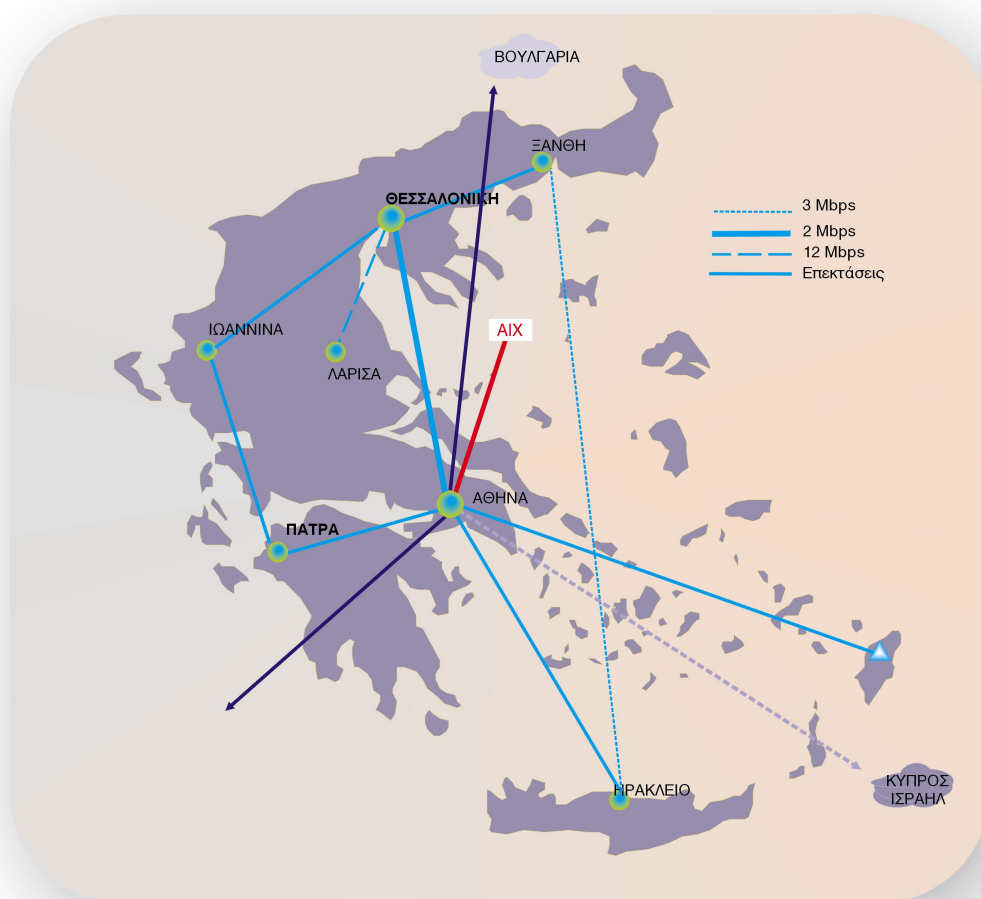 ΒΟΥΛΓΑΡΙΑ
ΞΑΝΘΗ
ΘΕΣΣΑΛΟΝΙΚΗ
3 Mbps
2 Mbps
12 Mbps
Επεκτάσεις
ΙΩΑΝΝΙΝΑ
AIX
ΛΑΡΙΣΑ
ΑΘΗΝΑ
ΠΑΤΡΑ
ΗΡΑΚΛΕΙΟ
ΚΥΠΡΟΣ
ΙΣΡΑΗΛ